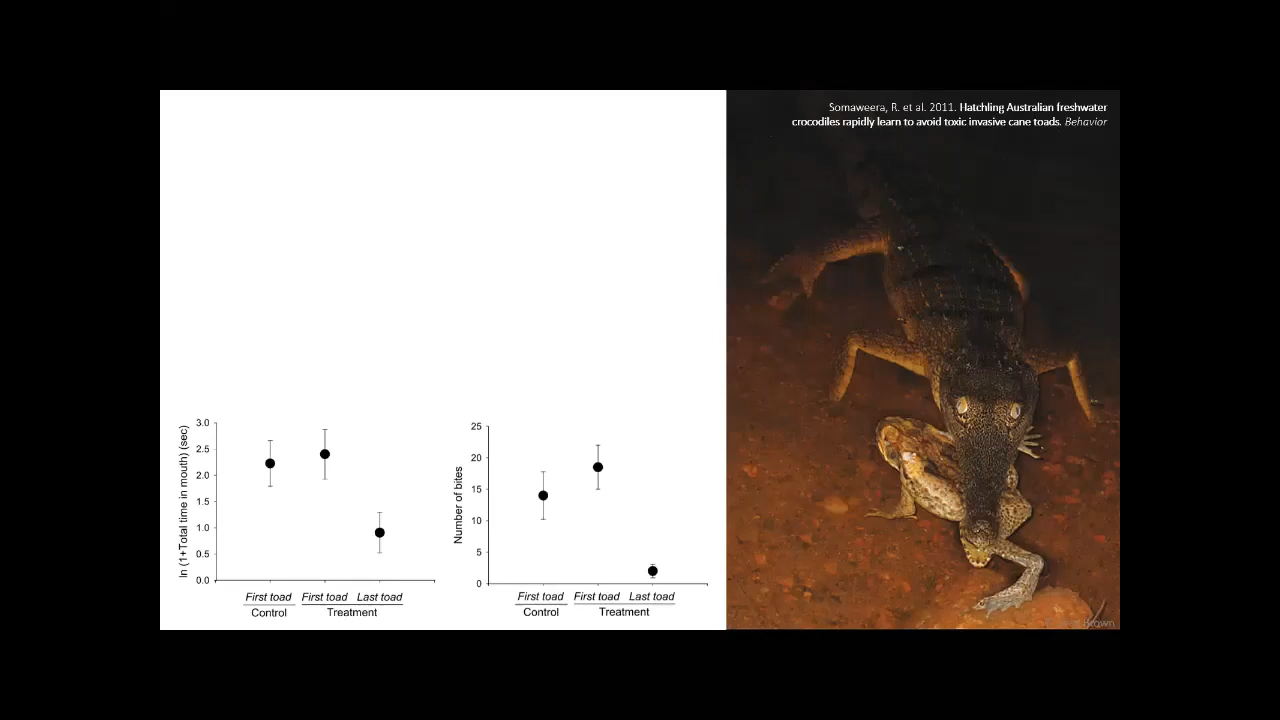 Somaweera, R. et al. 2011. Hatchling Australian freshwater
crocodiles rapidly learn to avoid toxic invasive cane toads. Behavior
ln (1+Total time in mouth) (sec)
3.0
2.5
2.0
1.5
1.0
0.5
0.0
First toad First toad Last toad
Control Treatment
Number of bites
25
20
15
10
5
0
First toad First toad Last toad
Control Treatment
Brown